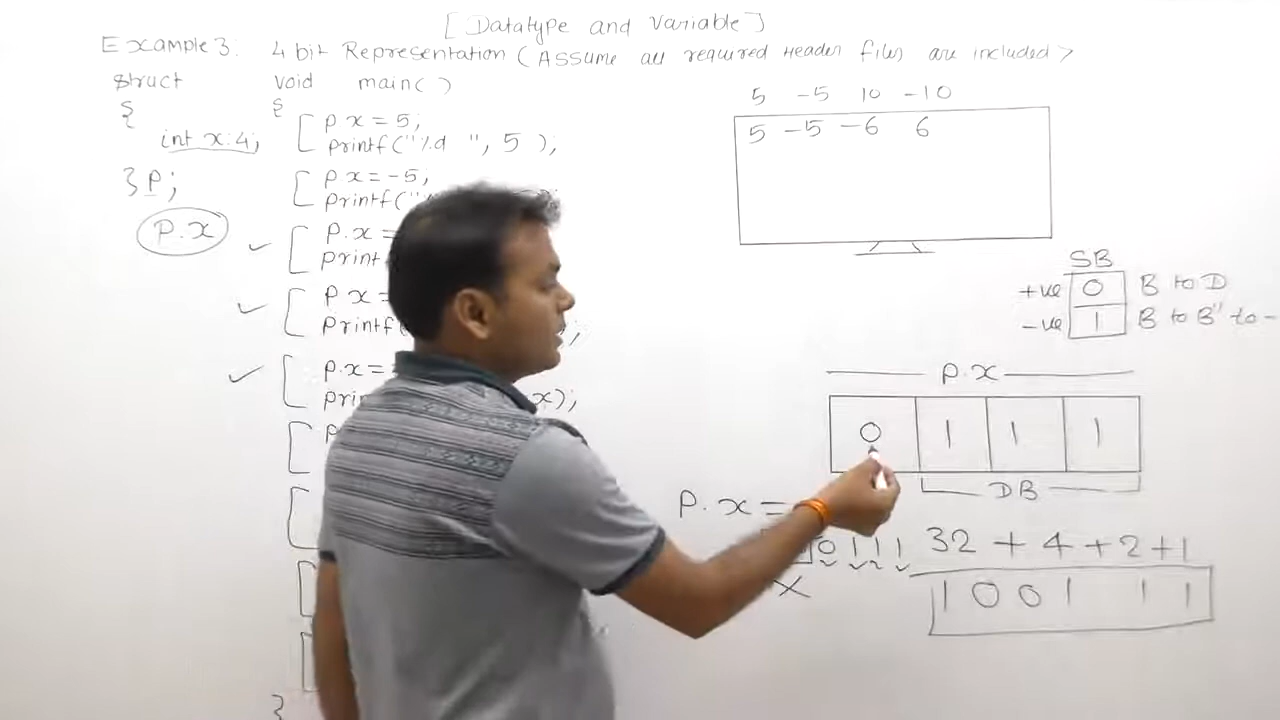 [ Datatype and Variable ]
Example 3: 4 bit Representation ( ASSume all required Header files are included )
struct void main( )
{ {
int x:4; p x = 5;
printf("%d ", 5 );
} p; p x = -5;
printf("
p.x
p.x =
print
p x =
printf( );
p.x =
prin x);
}
5 -5 10 -10
5 -5 -6 6
SB
+ve 0 B to D
-ve 1 B to B" to -
p.x
0 1 1 1
DB
p. x =
0 1 1 1 32 + 4 + 2 + 1
X
1 0 0 1 1 1